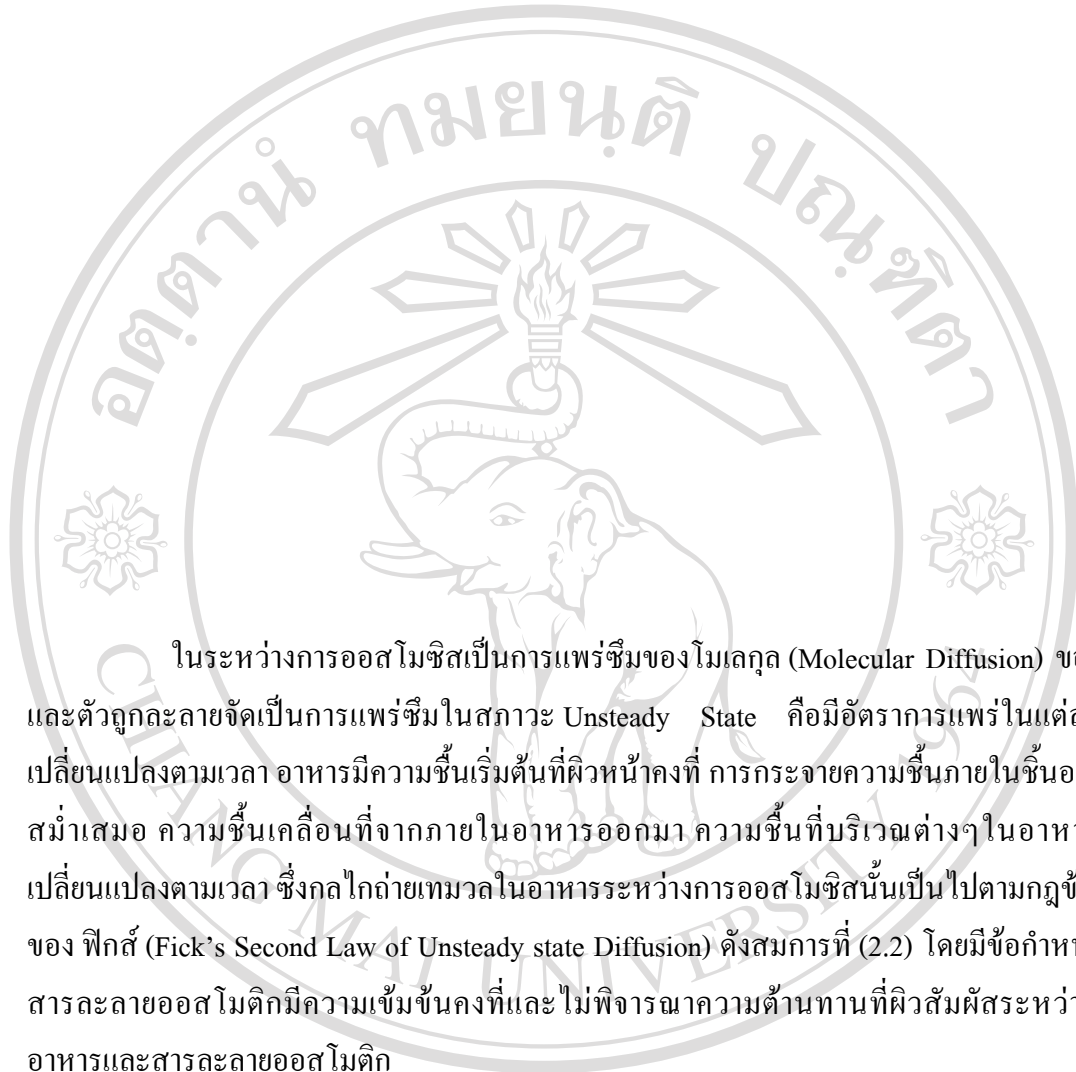 อตฺตานํ ทมยนฺติ ปณฺฑิตา
ในระหว่างการออสโมซิสเป็นการแพร่ซึมของโมเลกุล (Molecular Diffusion)
และตัวถูกละลายจัดเป็นการแพร่ซึมในสภาวะ Unsteady State คือมีอัตราการแพร่ในแต่
เปลี่ยนแปลงตามเวลา อาหารมีความชื้นเริ่มต้นที่ผิวหน้าคงที่ การกระจายความชื้นภายในชิ้น
สม่ำเสมอ ความชื้นเคลื่อนที่จากภายในอาหารออกมา ความชื้นที่บริเวณต่างๆในอาหา
เปลี่ยนแปลงตามเวลา ซึ่งกลไกถ่ายเทมวลในอาหารระหว่างการออสโมซิสนั้นเป็นไปตามกฎข้
ของ ฟิกส์ (Fick's Second Law of Unsteady state Diffusion) ดังสมการที่ (2.2) โดยมีข้อกำห
สารละลายออสโมติกมีความเข้มข้นคงที่และไม่พิจารณาความต้านทานที่ผิวสัมผัสระหว่า
อาหารและสารละลายออสโมติก
CHIANG MAI UNIVERSITY 1964